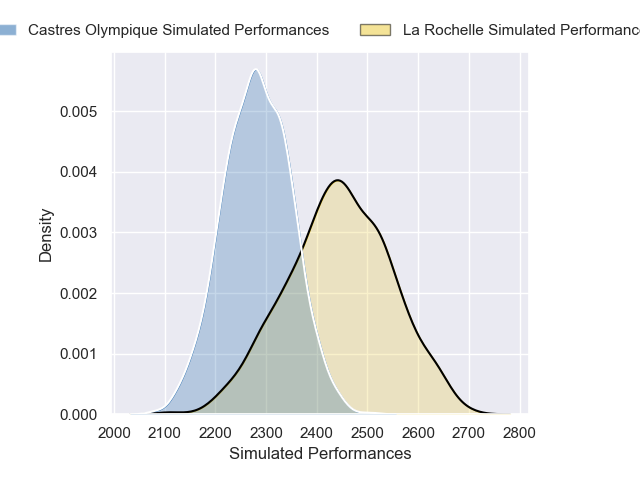 Castres Olympique Simulated Performances
La Rochelle Simulated
0.005
0.004
0.003
0.002
0.001
0.000
Density
2000 2100 2200 2300 2400 2500 2600 2700 2800
Simulated Performances